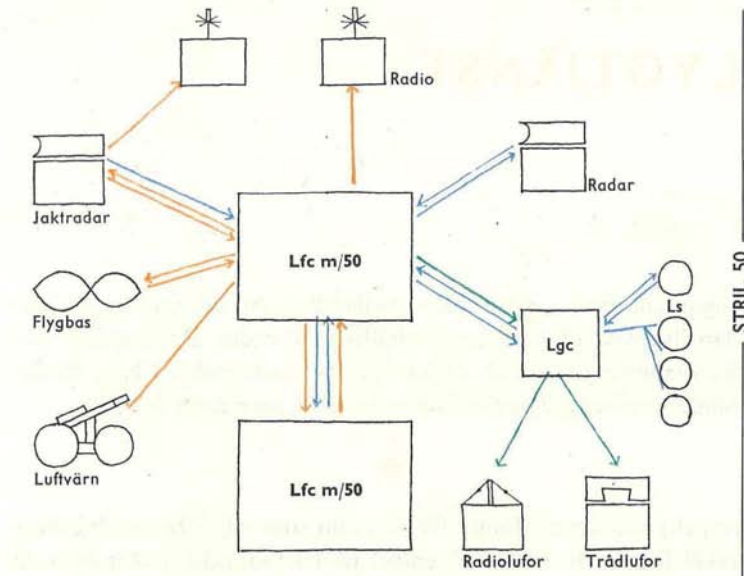 Radio
Jaktradar
Radar
Lfc m/50
Flygbas
Ls
Lgc
STRIL 50
Luftvärn
Lfc m/50
Radiolufor
Trådlufor